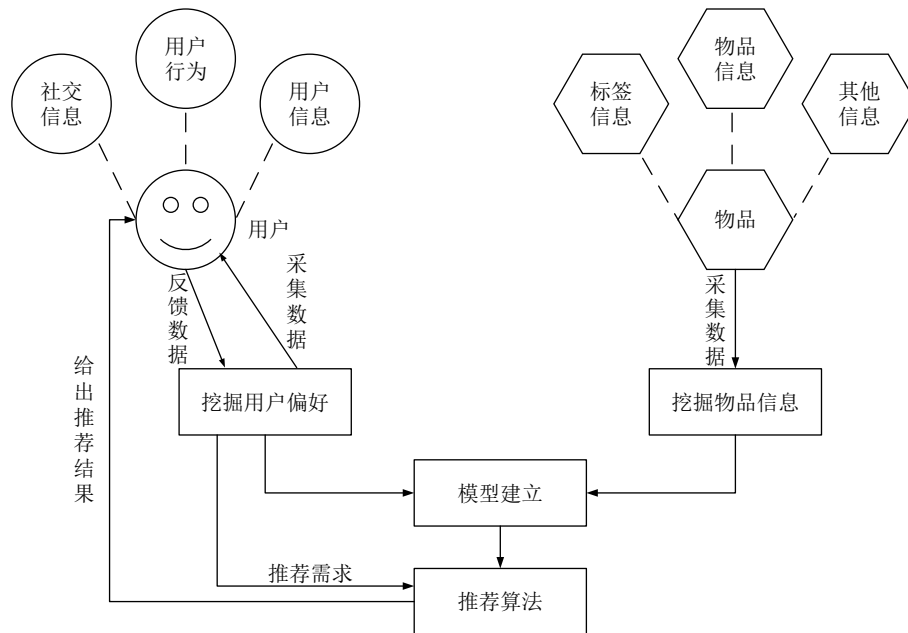 社交
信息
用户
行为
用户
信息
标签
信息
物品
信息
其他
信息
用户
物品
反馈数据
采集数据
采集数据
给出推荐结果
挖掘用户偏好
挖掘物品信息
模型建立
推荐需求
推荐算法